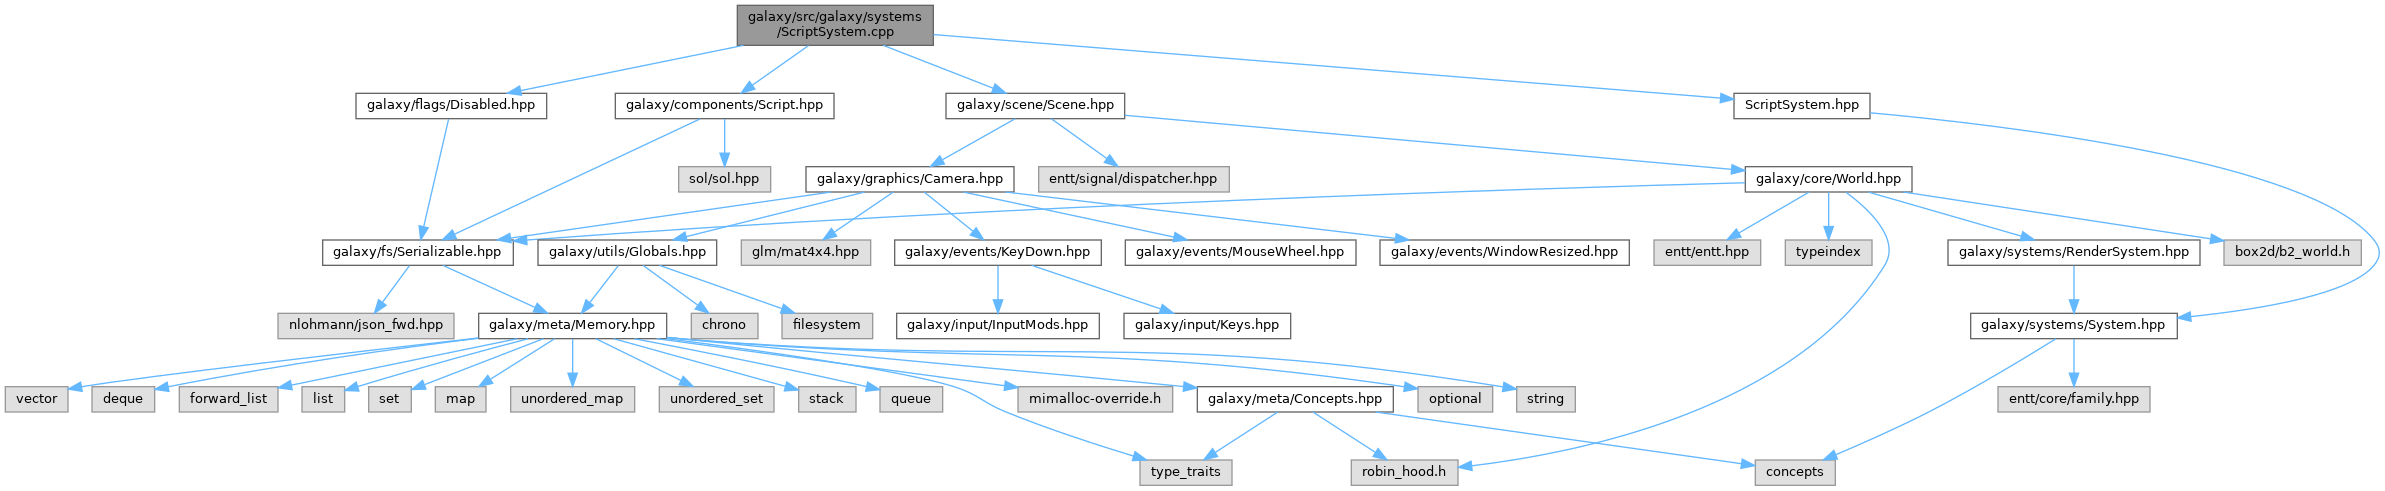 galaxy/src/galaxy/systems
/ScriptSystem.cpp
galaxy/flags/Disabled.hpp
galaxy/components/Script.hpp
galaxy/scene/Scene.hpp
ScriptSystem.hpp
sol/sol.hpp
galaxy/graphics/Camera.hpp
entt/signal/dispatcher.hpp
galaxy/core/World.hpp
galaxy/fs/Serializable.hpp
galaxy/utils/Globals.hpp
glm/mat4x4.hpp
galaxy/events/KeyDown.hpp
galaxy/events/MouseWheel.hpp
galaxy/events/WindowResized.hpp
entt/entt.hpp
typeindex
galaxy/systems/RenderSystem.hpp
box2d/b2_world.h
nlohmann/json_fwd.hpp
galaxy/meta/Memory.hpp
chrono
filesystem
galaxy/input/InputMods.hpp
galaxy/input/Keys.hpp
galaxy/systems/System.hpp
vector
deque
forward_list
list
set
map
unordered_map
unordered_set
stack
queue
mimalloc-override.h
galaxy/meta/Concepts.hpp
optional
string
entt/core/family.hpp
type_traits
robin_hood.h
concepts